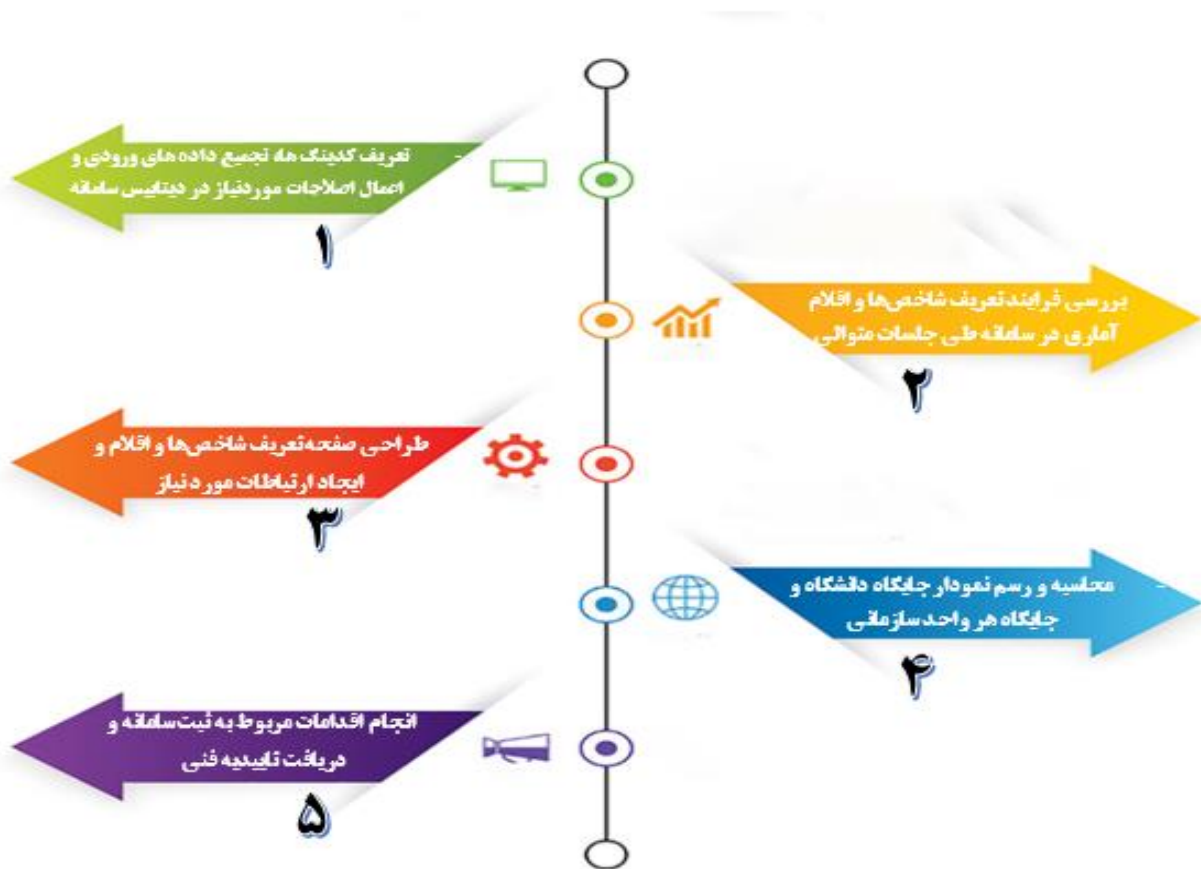 تعریف کدینگ ها، تجمیع داده های ورودی و
اعمال اصلاحات موردنیاز در دیتابیس سامانه
۱
بررسی فرایند تعریف شاخص‌ها و اقلام
آماری در سامانه طی جلسات متوالی
۲
طراحی صفحه تعریف شاخص‌ها و اقلام و
ایجاد ارتباطات مورد نیاز
۳
محاسبه و رسم نمودار جایگاه دانشگاه و
جایگاه هر واحد سازمانی
۴
انجام اقدامات مربوط به ثبت سامانه و
دریافت تاییدیه فنی
۵